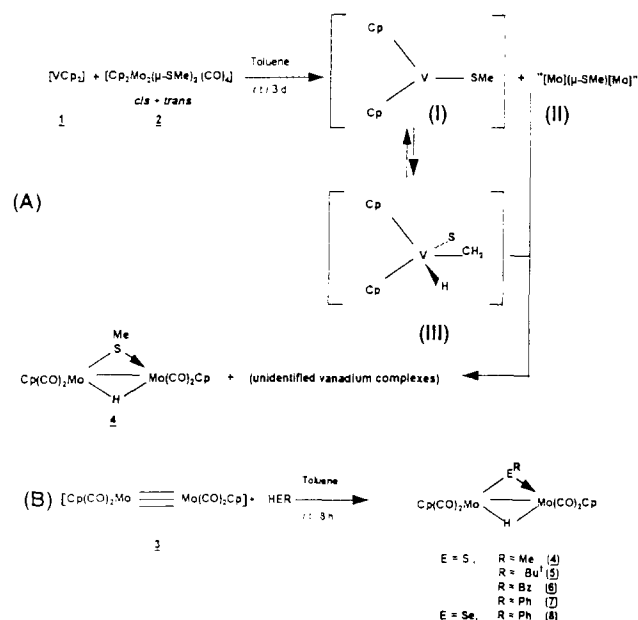 Toluene
[VCp₂] + [Cp₂Mo₂(μ-SMe)₂(CO)₄]
r t / 3 d
cis + trans
1 2
Cp
V
SMe
Cp
(I)
+ "[Mo](μ-SMe)[Mo]"
(II)
(A)
Cp
V
S
CH₂
H
Cp
(III)
Me
S
Cp(CO)₂Mo Mo(CO)₂Cp + (unidentified vanadium complexes)
H
4
(B) [Cp(CO)₂Mo Mo(CO)₂Cp] + HER
3
Toluene
8 h
R
E
Cp(CO)₂Mo Mo(CO)₂Cp
H
E = S, R = Me (4)
R = Buᵗ (5)
R = Bz (6)
R = Ph (7)
E = Se, R = Ph (8)